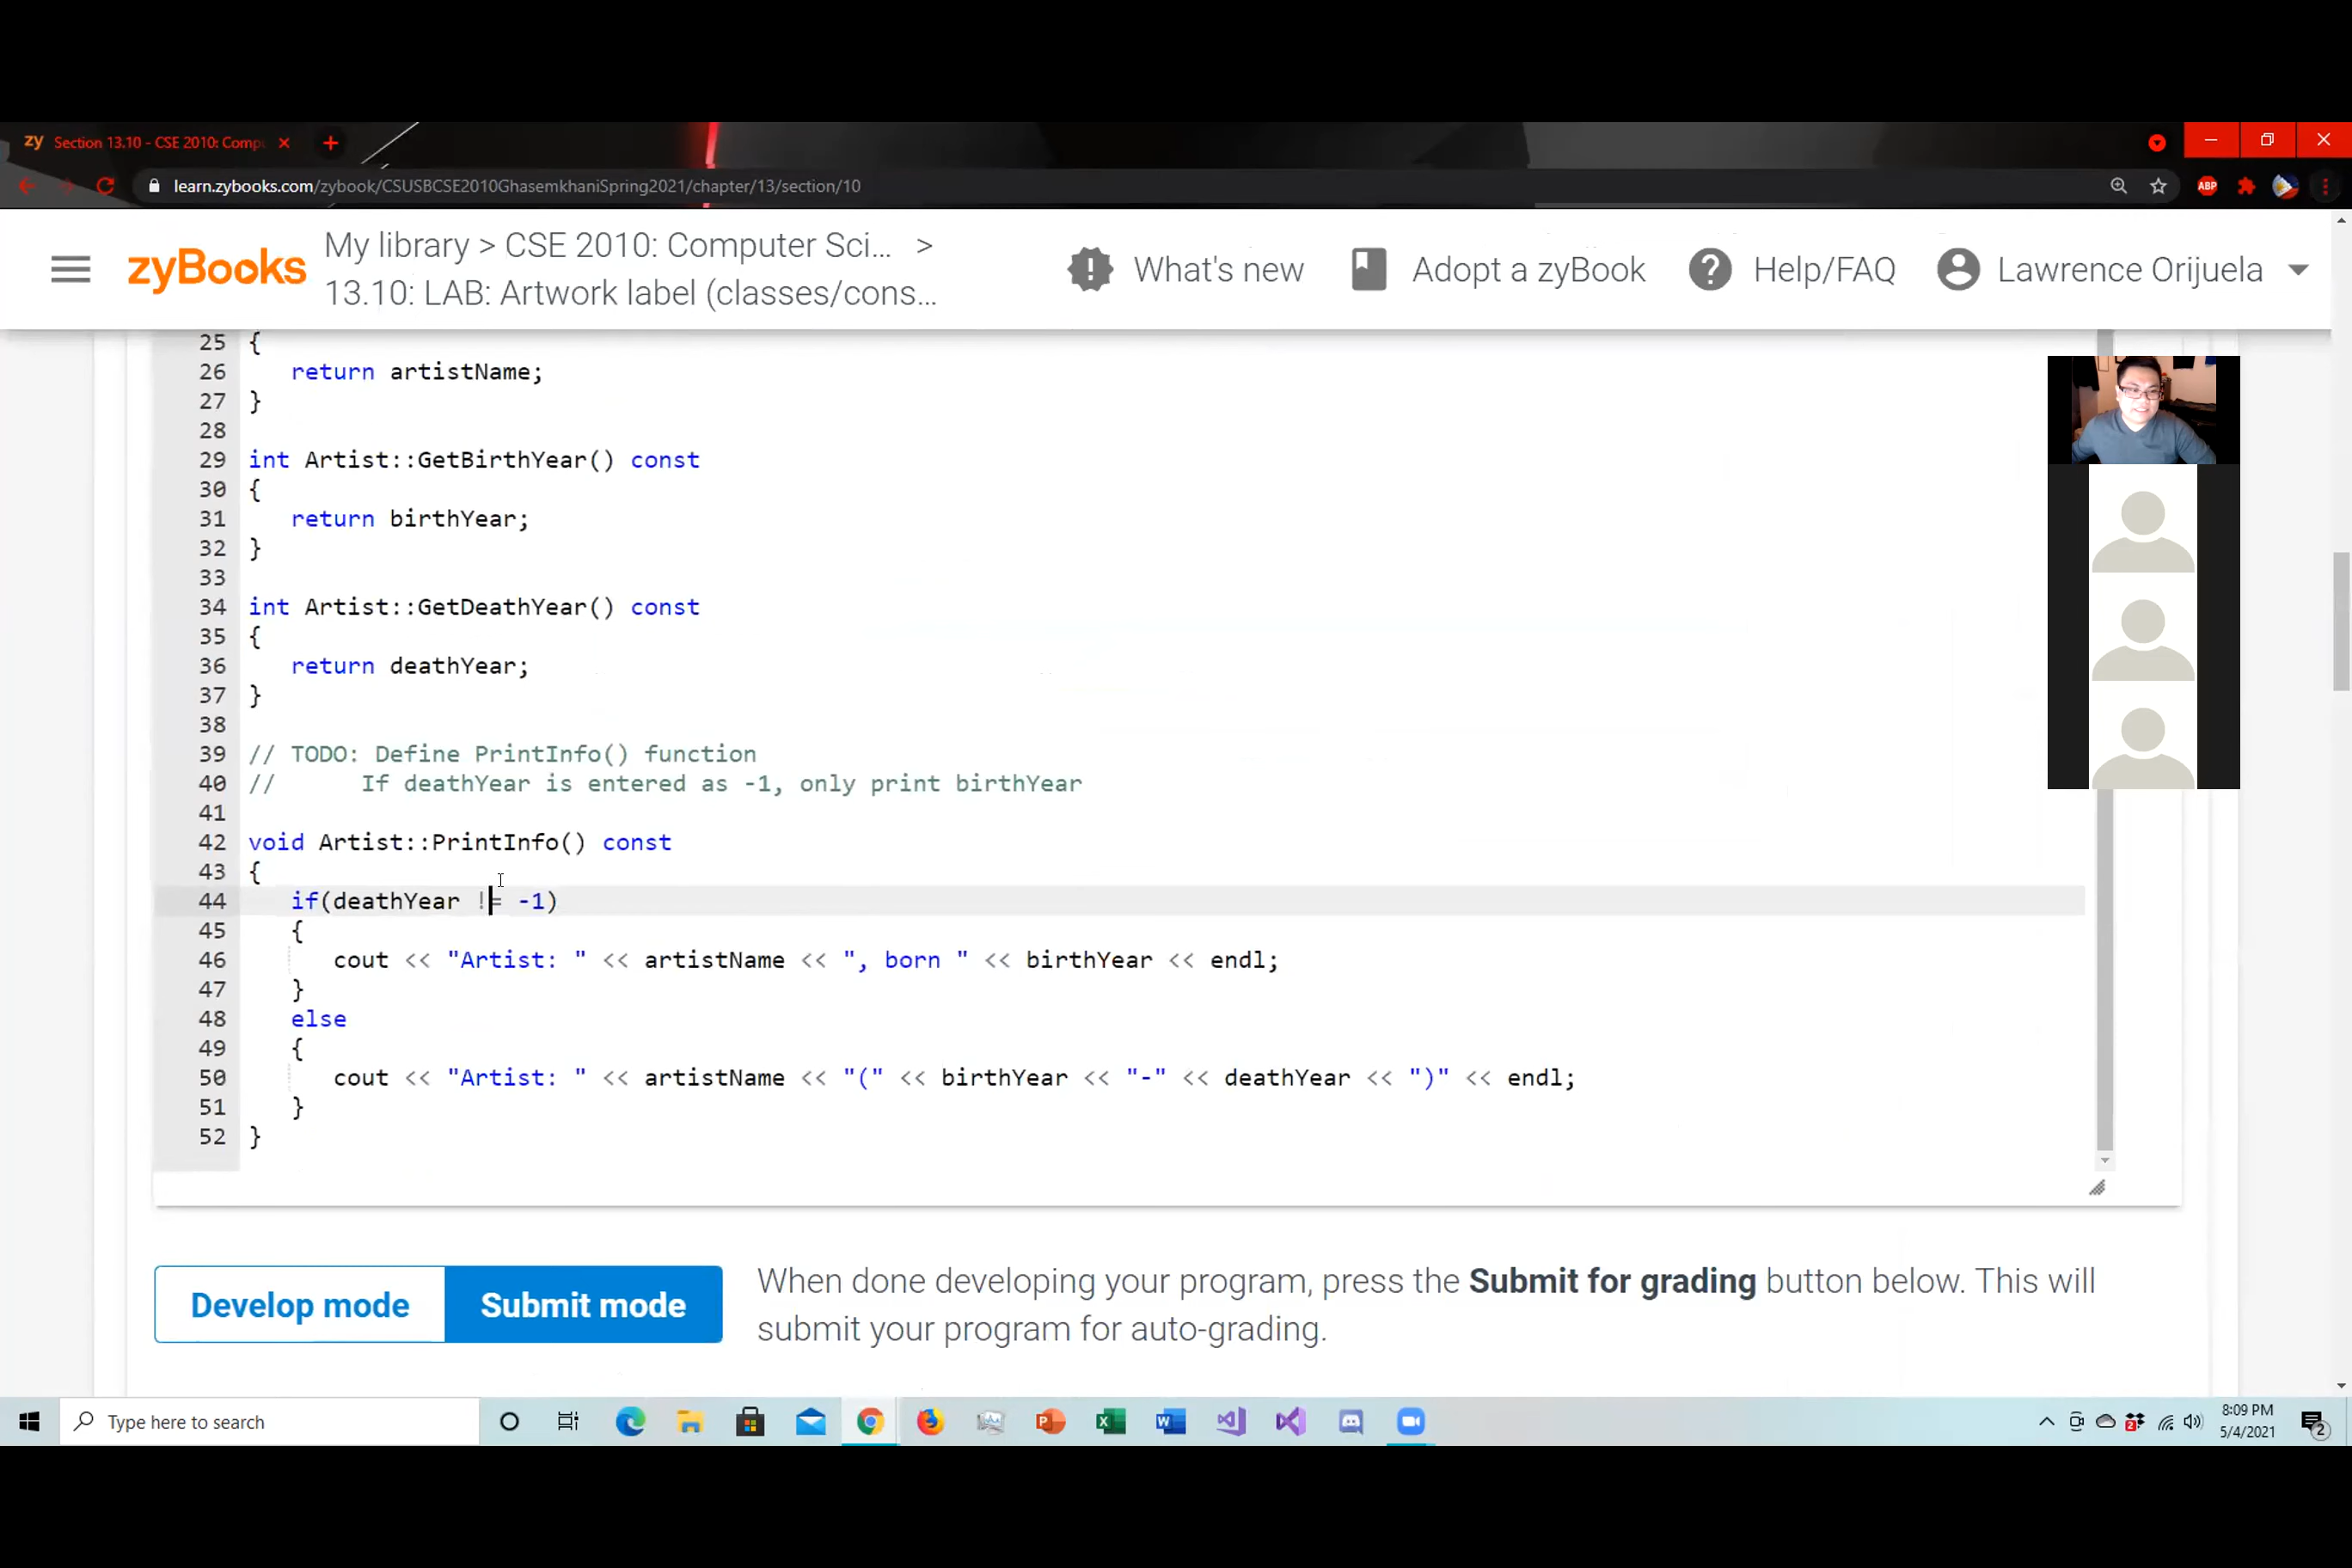 zy Section 13.10 - CSE 2010: Compu × +
learn.zybooks.com/zybook/CSUSBCSE2010GhasemkhaniSpring2021/chapter/13/section/10
ABP
zyBooks
My library > CSE 2010: Computer Sci... >
13.10: LAB: Artwork label (classes/cons...
What's new
Adopt a zyBook
Help/FAQ
Lawrence Orijuela
25 {
26 return artistName;
27 }
28
29 int Artist::GetBirthYear() const
30 {
31 return birthYear;
32 }
33
34 int Artist::GetDeathYear() const
35 {
36 return deathYear;
37 }
38
39 // TODO: Define PrintInfo() function
40 // If deathYear is entered as -1, only print birthYear
41
42 void Artist::PrintInfo() const
43 {
44 if(deathYear != -1)
45 {
46 cout << "Artist: " << artistName << ", born " << birthYear << endl;
47 }
48 else
49 {
50 cout << "Artist: " << artistName << "(" << birthYear << "-" << deathYear << ")" << endl;
51 }
52 }
Develop mode
Submit mode
When done developing your program, press the Submit for grading button below. This will
submit your program for auto-grading.
Type here to search
8:09 PM
5/4/2021
2